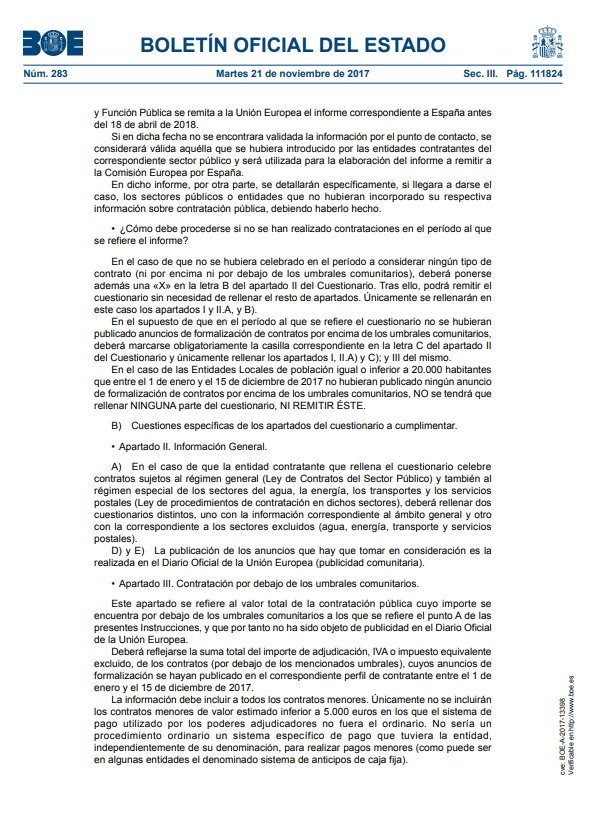 BOE
BOLETÍN OFICIAL DEL ESTADO
Núm. 283
Martes 21 de noviembre de 2017
Sec. III. Pág. 111824
y Función Pública se remita a la Unión Europea el informe correspondiente a España antes
del 18 de abril de 2018.
Si en dicha fecha no se encontrara validada la información por el punto de contacto, se
considerará válida aquélla que se hubiera introducido por las entidades contratantes del
correspondiente sector público y será utilizada para la elaboración del informe a remitir a
la Comisión Europea por España.
En dicho informe, por otra parte, se detallarán específicamente, si llegara a darse el
caso, los sectores públicos o entidades que no hubieran incorporado su respectiva
información sobre contratación pública, debiendo haberlo hecho.
• ¿Cómo debe procederse si no se han realizado contrataciones en el período al que
se refiere el informe?
En el caso de que no se hubiera celebrado en el período a considerar ningún tipo de
contrato (ni por encima ni por debajo de los umbrales comunitarios), deberá ponerse
además una «X» en la letra B del apartado II del Cuestionario. Tras ello, podrá remitir el
cuestionario sin necesidad de rellenar el resto de apartados. Únicamente se rellenarán en
este caso los apartados I y II.A, y B).
En el supuesto de que en el período al que se refiere el cuestionario no se hubieran
publicado anuncios de formalización de contratos por encima de los umbrales comunitarios,
deberá marcarse obligatoriamente la casilla correspondiente en la letra C del apartado II
del Cuestionario y únicamente rellenar los apartados I, II.A) y C); y III del mismo.
En el caso de las Entidades Locales de población igual o inferior a 20.000 habitantes
que entre el 1 de enero y el 15 de diciembre de 2017 no hubieran publicado ningún anuncio
de formalización de contratos por encima de los umbrales comunitarios, NO se tendrá que
rellenar NINGUNA parte del cuestionario, NI REMITIR ÉSTE.
B) Cuestiones específicas de los apartados del cuestionario a cumplimentar.
• Apartado II. Información General.
A) En el caso de que la entidad contratante que rellena el cuestionario celebre
contratos sujetos al régimen general (Ley de Contratos del Sector Público) y también al
régimen especial de los sectores del agua, la energía, los transportes y los servicios
postales (Ley de procedimientos de contratación en dichos sectores), deberá rellenar dos
cuestionarios distintos, uno con la información correspondiente al ámbito general y otro
con la correspondiente a los sectores excluidos (agua, energía, transporte y servicios
postales).
D) y E) La publicación de los anuncios que hay que tomar en consideración es la
realizada en el Diario Oficial de la Unión Europea (publicidad comunitaria).
• Apartado III. Contratación por debajo de los umbrales comunitarios.
Este apartado se refiere al valor total de la contratación pública cuyo importe se
encuentra por debajo de los umbrales comunitarios a los que se refiere el punto A de las
presentes Instrucciones, y que por tanto no ha sido objeto de publicidad en el Diario Oficial
de la Unión Europea.
Deberá reflejarse la suma total del importe de adjudicación, IVA o impuesto equivalente
excluido, de los contratos (por debajo de los mencionados umbrales), cuyos anuncios de
formalización se hayan publicado en el correspondiente perfil de contratante entre el 1 de
enero y el 15 de diciembre de 2017.
La información debe incluir a todos los contratos menores. Únicamente no se incluirán
los contratos menores de valor estimado inferior a 5.000 euros en los que el sistema de
pago utilizado por los poderes adjudicadores no fuera el ordinario. No sería un
procedimiento ordinario un sistema específico de pago que tuviera la entidad,
independientemente de su denominación, para realizar pagos menores (como puede ser
en algunas entidades el denominado sistema de anticipos de caja fija).
cve: BOE-A-2017-13398
Verificable en http://www.boe.es